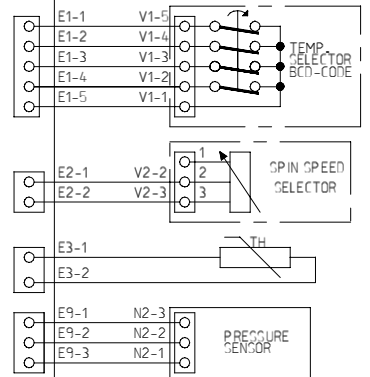 E1-1 V1-5
E1-2 V1-4
E1-3 V1-3
E1-4 V1-2
E1-5 V1-1
TEMP.
SELECTOR
BCD-CODE
1
E2-1 V2-2 2
E2-2 V2-3 3
SPIN SPEED
SELECTOR
E3-1
TH
E3-2
E9-1 N2-3
E9-2 N2-2
E9-3 N2-1
PRESSURE
SENSOR